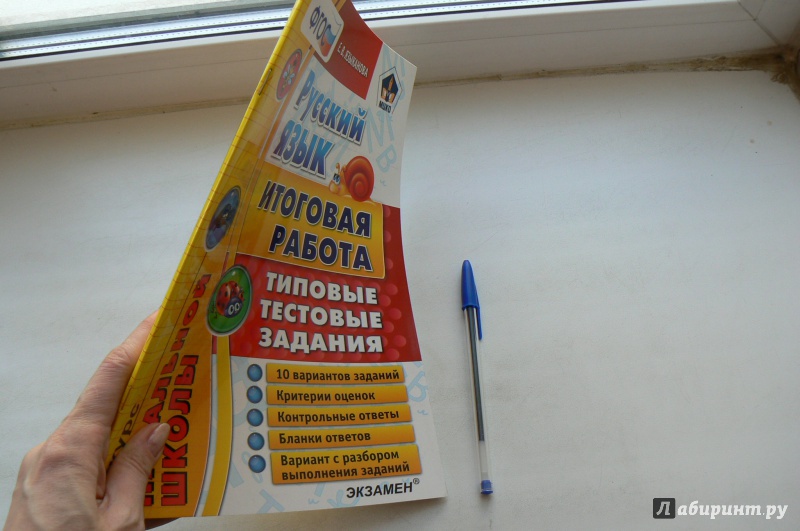 ФГОС
Е.В.ЯЗЫКАНОВА
Русский
язык
ИТОГОВАЯ
РАБОТА
ТИПОВЫЕ
ТЕСТОВЫЕ
ЗАДАНИЯ
10 вариантов заданий
Критерии оценок
Контрольные ответы
Бланки ответов
Вариант с разбором
выполнения заданий
ЭКЗАМЕН®
ШКОЛЫ
Лабиринт.ру